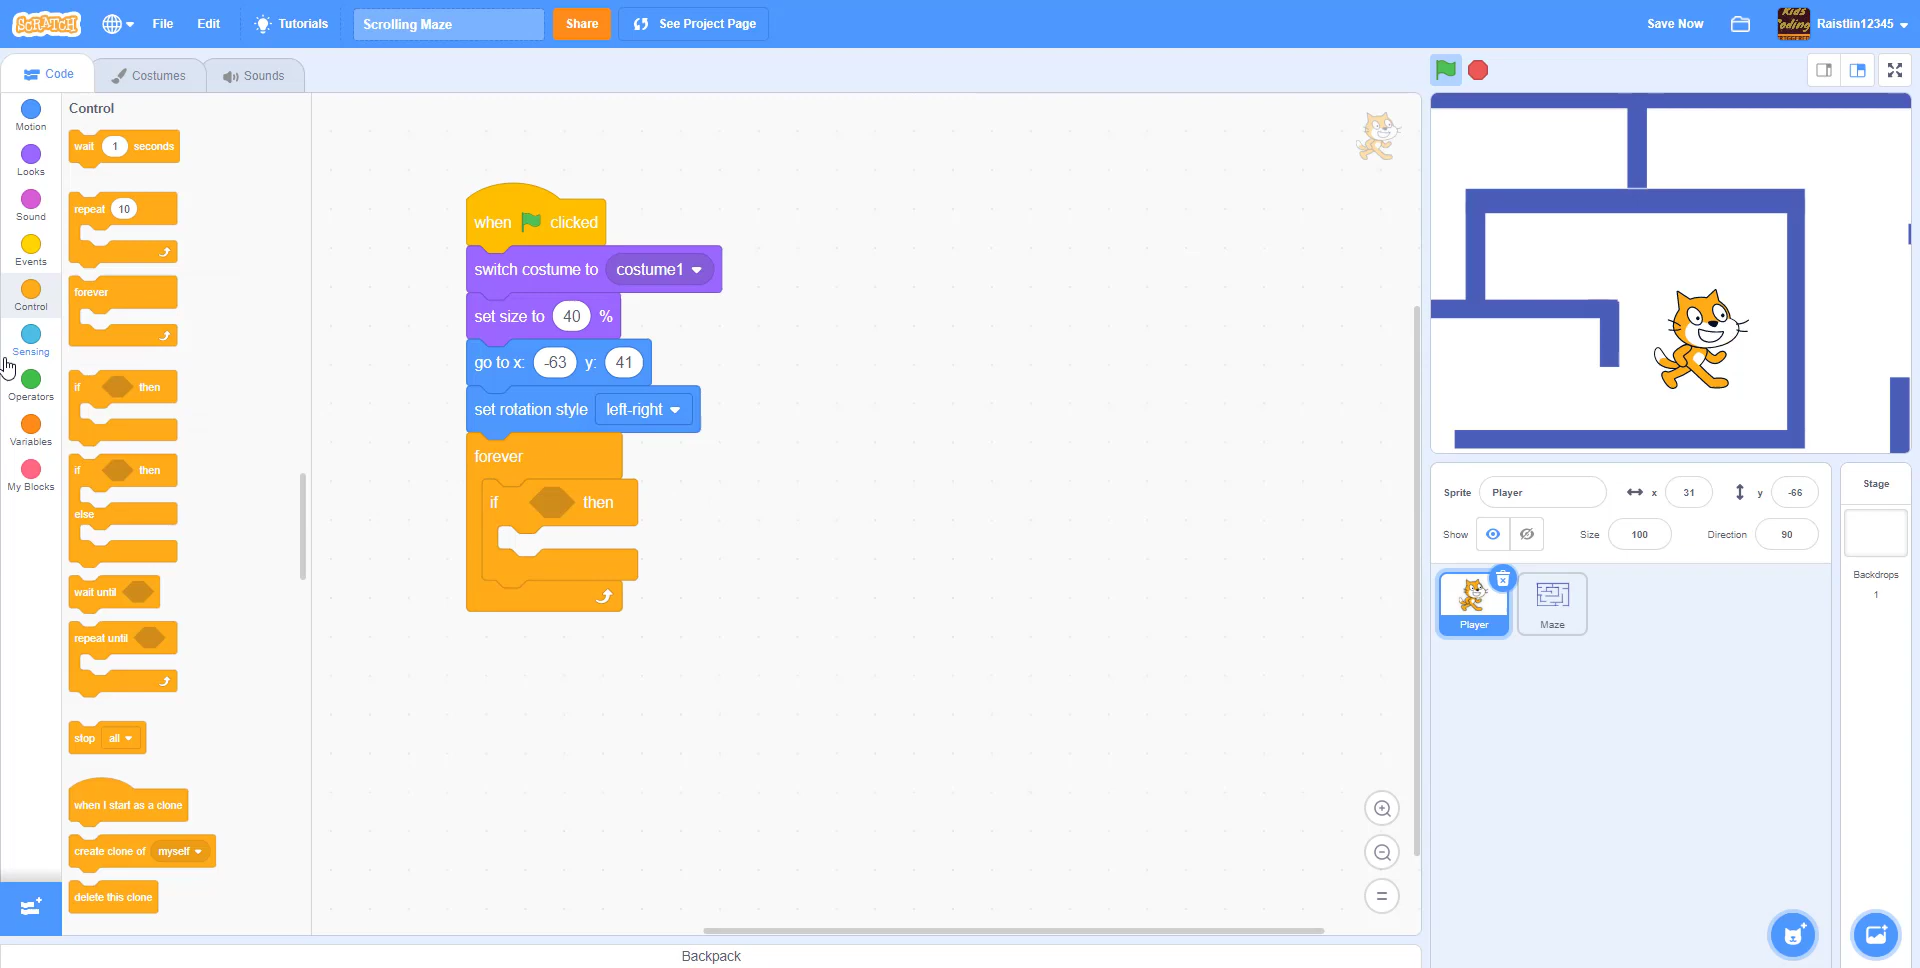 SCRATCH
File
Edit
Tutorials
Scrolling Maze
Share
See Project Page
Save Now
Raistlin12345
Code
Costumes
Sounds
Motion
Looks
Sound
Events
Control
Sensing
Operators
Variables
My Blocks
Control
wait 1 seconds
repeat 10
forever
if then
if then
else
wait until
repeat until
stop all
when I start as a clone
create clone of myself
delete this clone
when clicked
switch costume to costume1
set size to 40 %
go to x: -63 y: 41
set rotation style left-right
forever
if then
Backpack
Sprite Player x 31 y -66
Show Size 100 Direction 90
Player
Maze
Stage
Backdrops
1